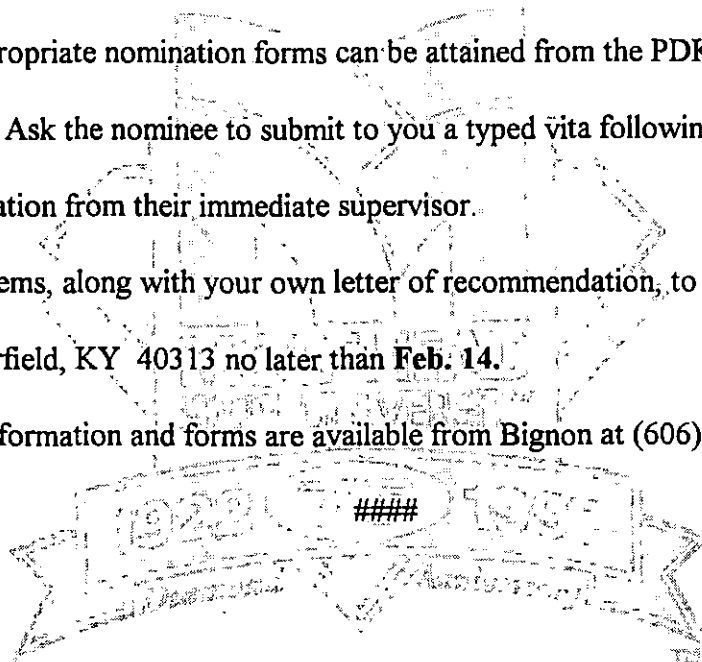 ropriate nomination forms can be attained from the PDK
Ask the nominee to submit to you a typed vita followin
ation from their immediate supervisor.
ems, along with your own letter of recommendation, to
rfield, KY 40313 no later than Feb. 14.
formation and forms are available from Bignon at (606)
####
1922